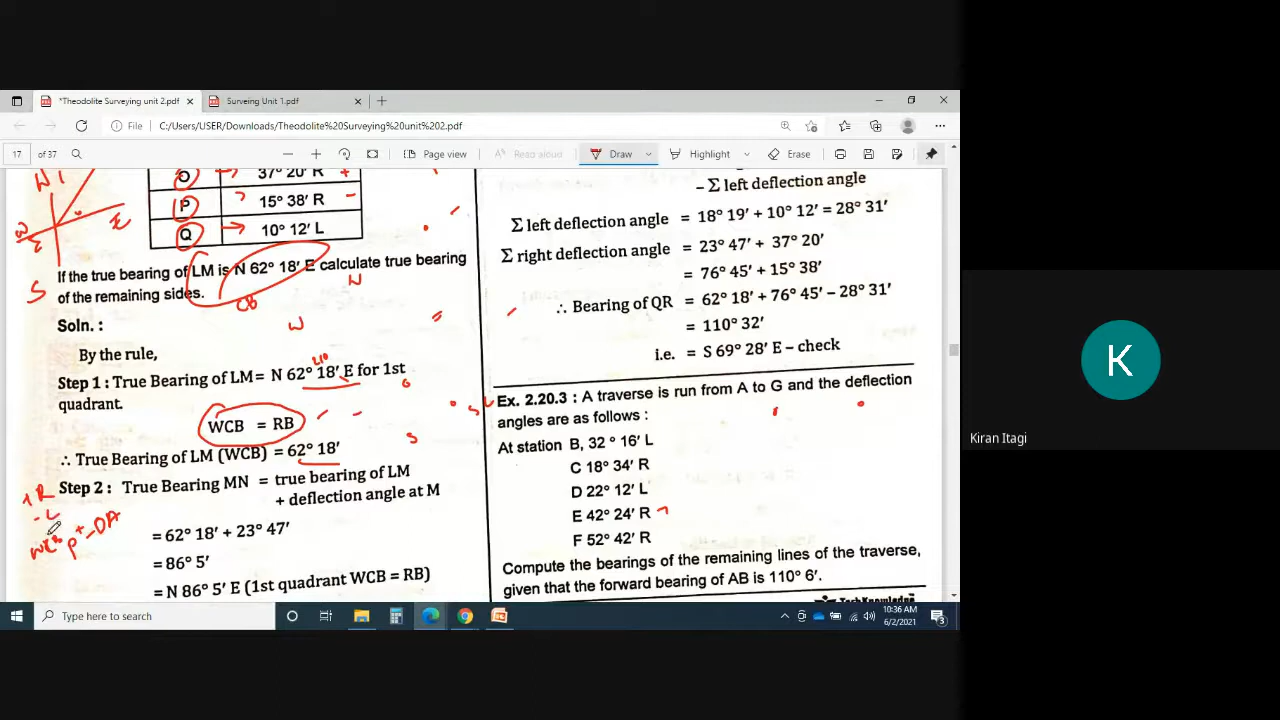 *Theodolite Surveying unit 2.pdf
Surveing Unit 1.pdf
File
C:/Users/USER/Downloads/Theodolite%20Surveying%20unit%202.pdf
17 of 37
Page view
Read aloud
Draw
Highlight
Erase
O 37° 20' R +
P 15° 38' R -
Q 10° 12' L
E
S
If the true bearing of LM is N 62° 18' E calculate true bearing
of the remaining sides.
N
CB
W
Soln. :
By the rule,
Step 1 : True Bearing of LM = N 62° 18' E for 1st
quadrant.
WCB = RB
∴ True Bearing of LM (WCB) = 62° 18'
S
Step 2 : True Bearing MN = true bearing of LM
+ deflection angle at M
+ R
- L
WCB P + - DA
= 62° 18' + 23° 47'
= 86° 5'
= N 86° 5' E (1st quadrant WCB = RB)
– Σ left deflection angle
Σ left deflection angle = 18° 19' + 10° 12' = 28° 31'
Σ right deflection angle = 23° 47' + 37° 20'
= 76° 45' + 15° 38'
∴ Bearing of QR = 62° 18' + 76° 45' – 28° 31'
= 110° 32'
i.e. = S 69° 28' E – check
Ex. 2.20.3 : A traverse is run from A to G and the deflection
angles are as follows :
At station B, 32 ° 16' L
C 18° 34' R
D 22° 12' L
E 42° 24' R
F 52° 42' R
Compute the bearings of the remaining lines of the traverse,
given that the forward bearing of AB is 110° 6'.
TechKnowledge
K
Kiran Itagi
Type here to search
10:36 AM
6/2/2021
3